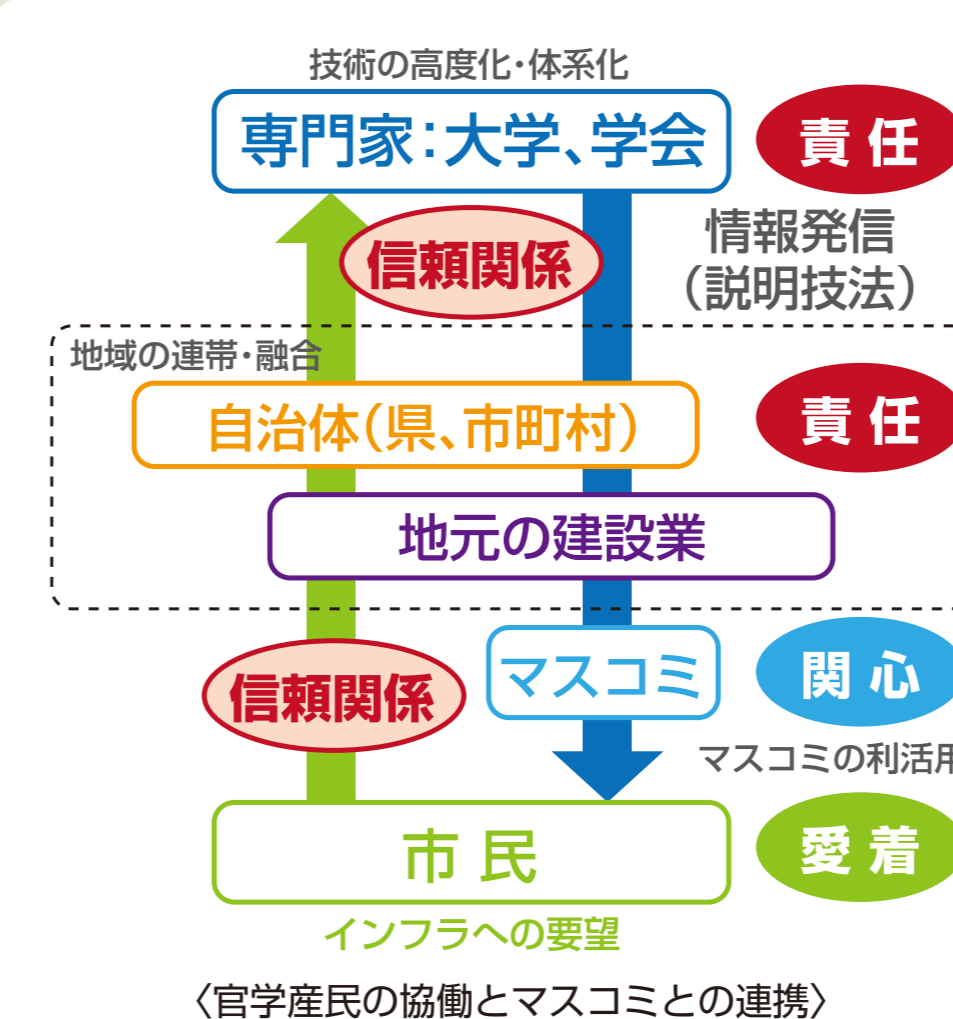 技術の高度化・体系化
専門家：大学、学会
責任
信頼関係
情報発信
（説明技法）
地域の連帯・融合
自治体（県、市町村）
責任
地元の建設業
信頼関係
マスコミ
関心
マスコミの利活用
市民
愛着
インフラへの要望
〈官学産民の協働とマスコミとの連携〉